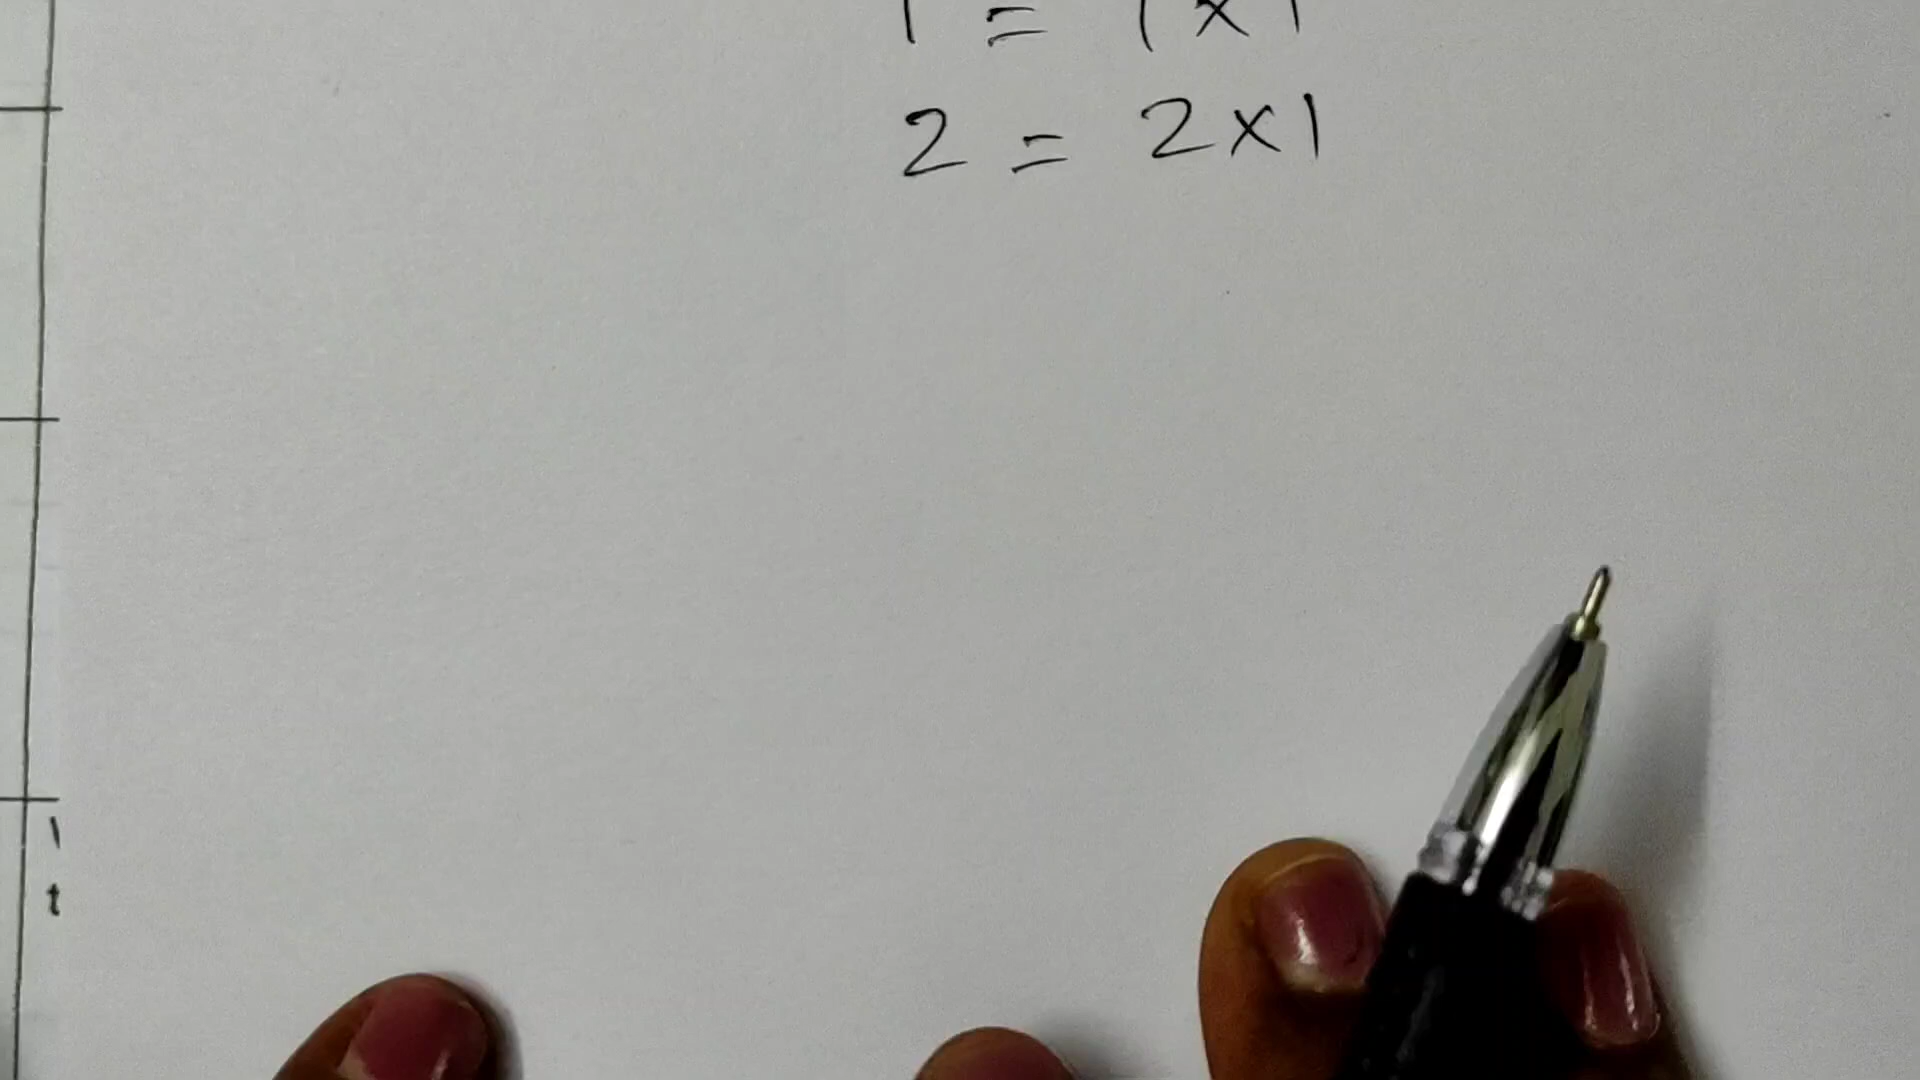 1 = 1×1
2 = 2×1
t